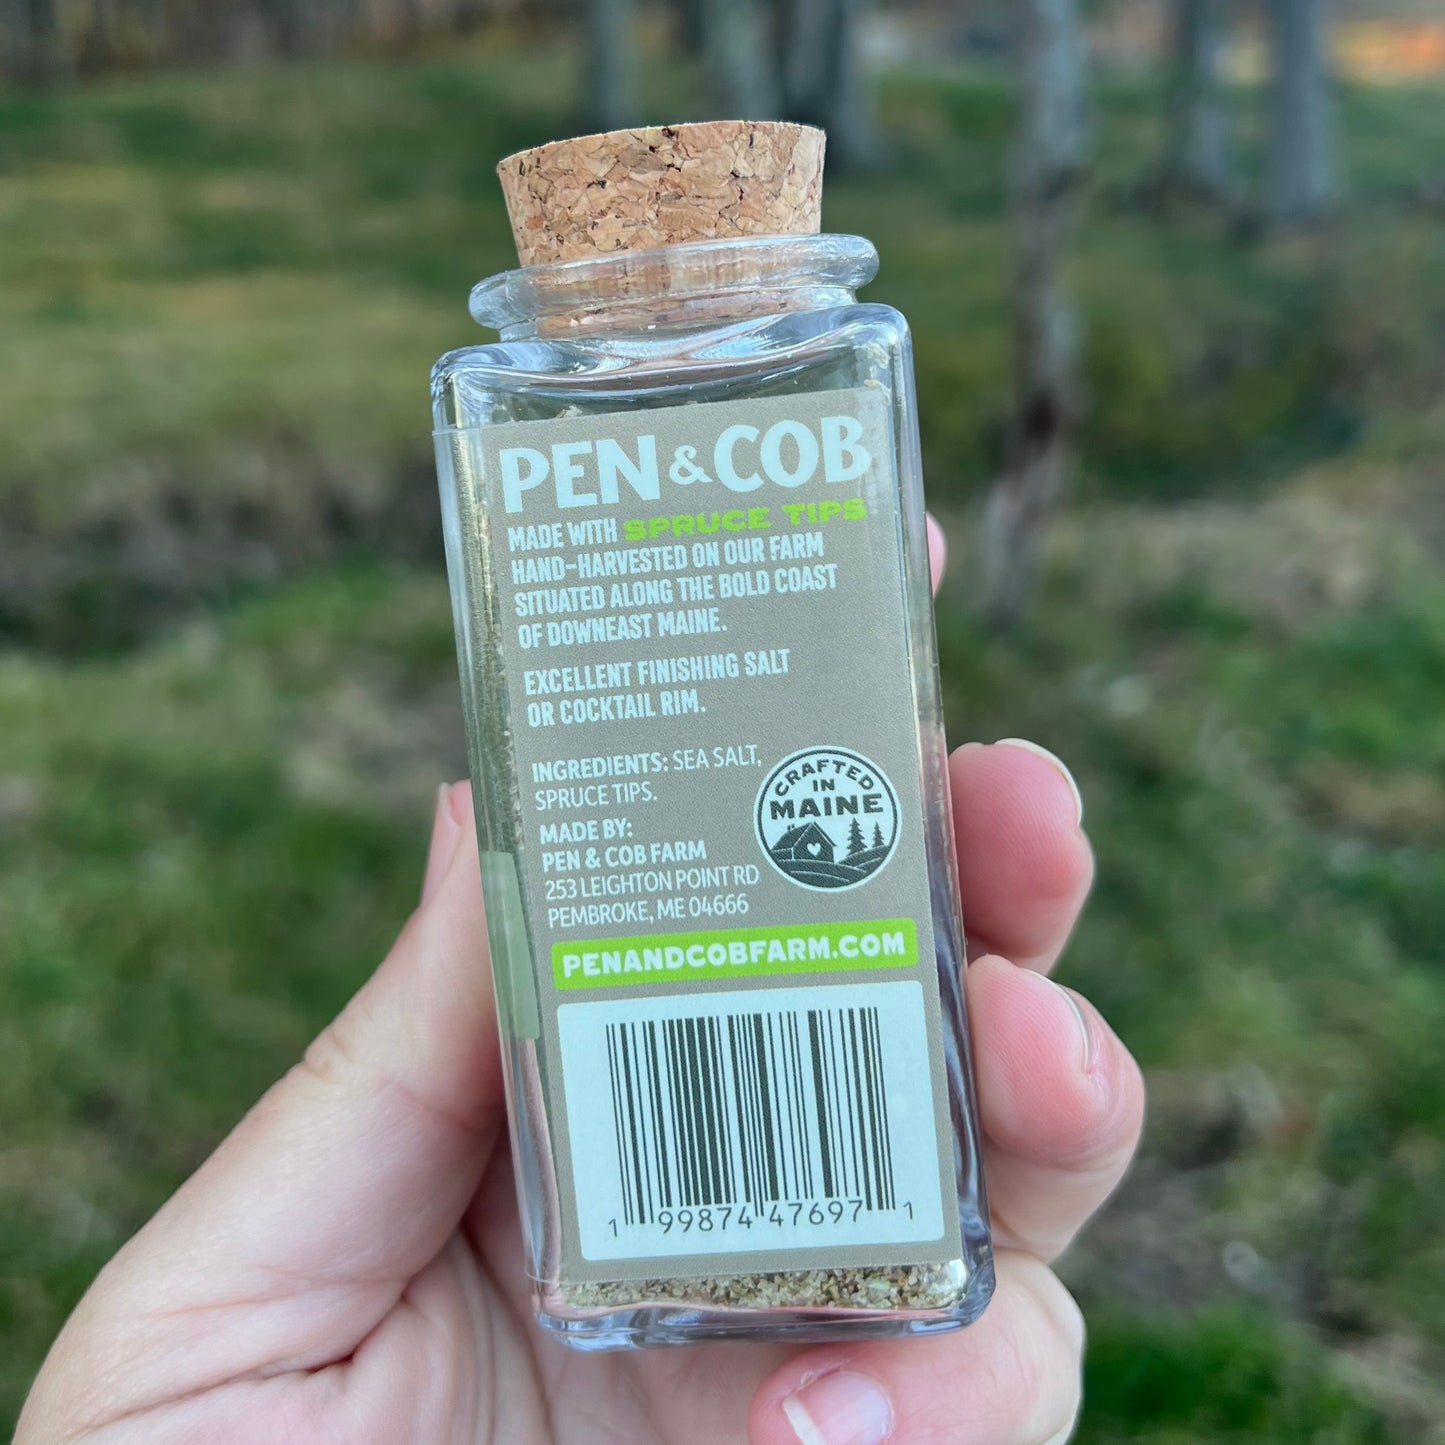 PEN & COB
MADE WITH SPRUCE TIPS
HAND-HARVESTED ON OUR FARM
SITUATED ALONG THE BOLD COAST
OF DOWNEAST MAINE.
EXCELLENT FINISHING SALT
OR COCKTAIL RIM.
INGREDIENTS: SEA SALT,
SPRUCE TIPS.
MADE BY:
PEN & COB FARM
253 LEIGHTON POINT RD
PEMBROKE, ME 04666
CRAFTED
IN
MAINE
PENANDCOBFARM.COM
1 99874 47697 1